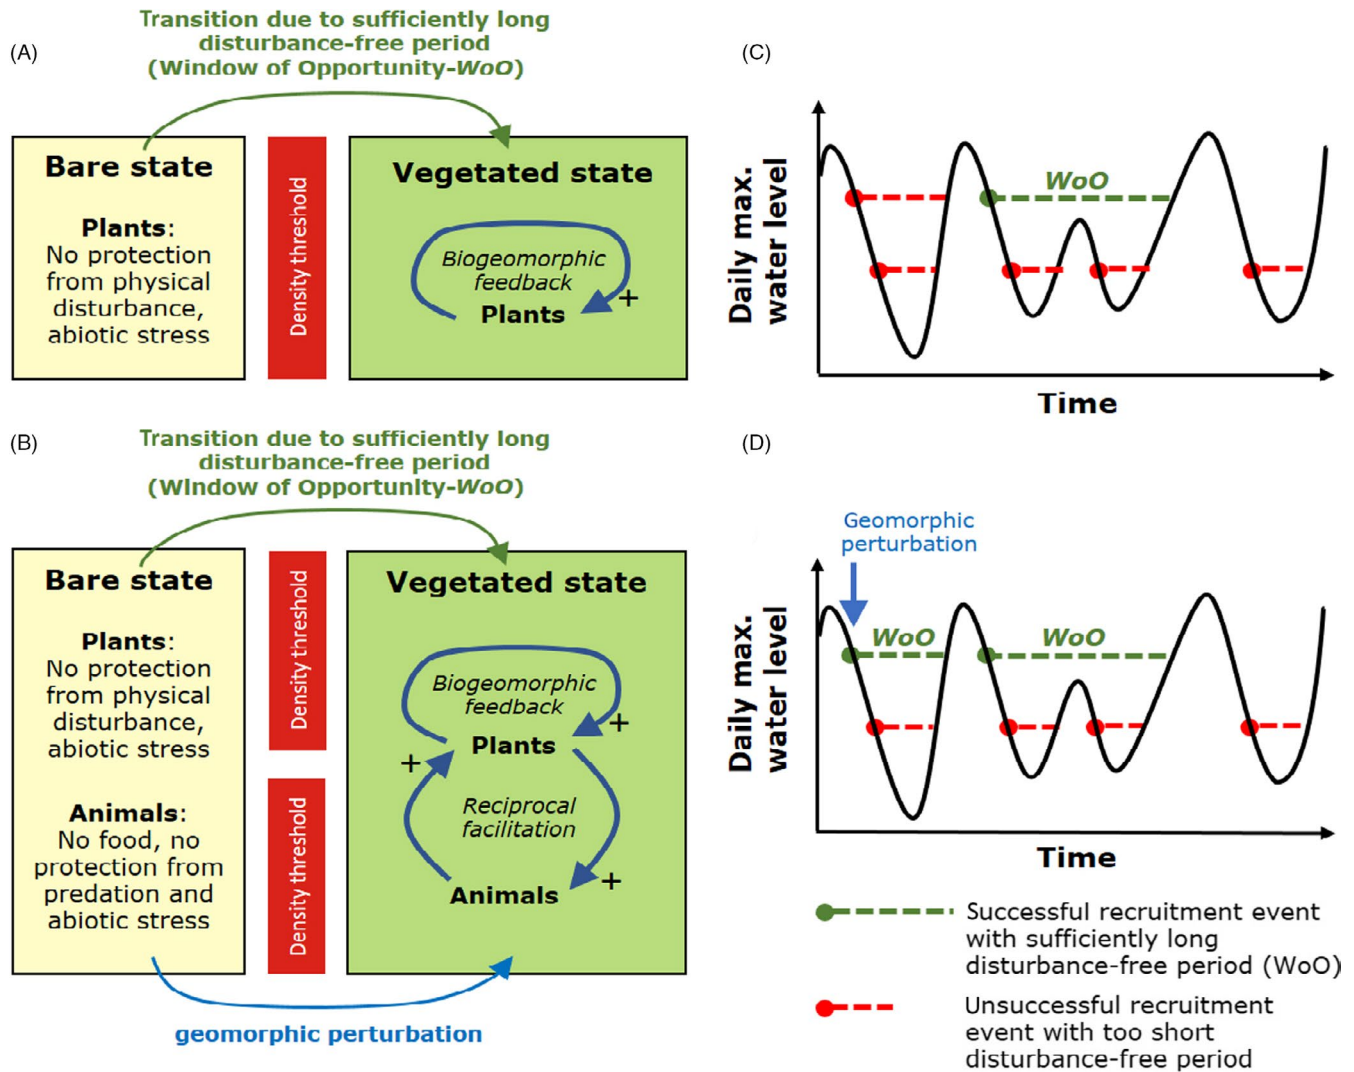 (A)
Transition due to sufficiently long
disturbance-free period
(Window of Opportunity-WoO)
Bare state
Plants:
No protection
from physical
disturbance,
abiotic stress
Density threshold
Vegetated state
Biogeomorphic
feedback
Plants
+
(B)
Transition due to sufficiently long
disturbance-free period
(Window of Opportunity-WoO)
Bare state
Plants:
No protection
from physical
disturbance,
abiotic stress
Animals:
No food, no
protection from
predation and
abiotic stress
Density threshold
Density threshold
Vegetated state
Biogeomorphic
feedback
+
Plants
+
Reciprocal
facilitation
+
Animals
geomorphic perturbation
(C)
Daily max.
water level
WoO
Time
(D)
Geomorphic
perturbation
Daily max.
water level
WoO
WoO
Time
Successful recruitment event
with sufficiently long
disturbance-free period (WoO)
Unsuccessful recruitment
event with too short
disturbance-free period